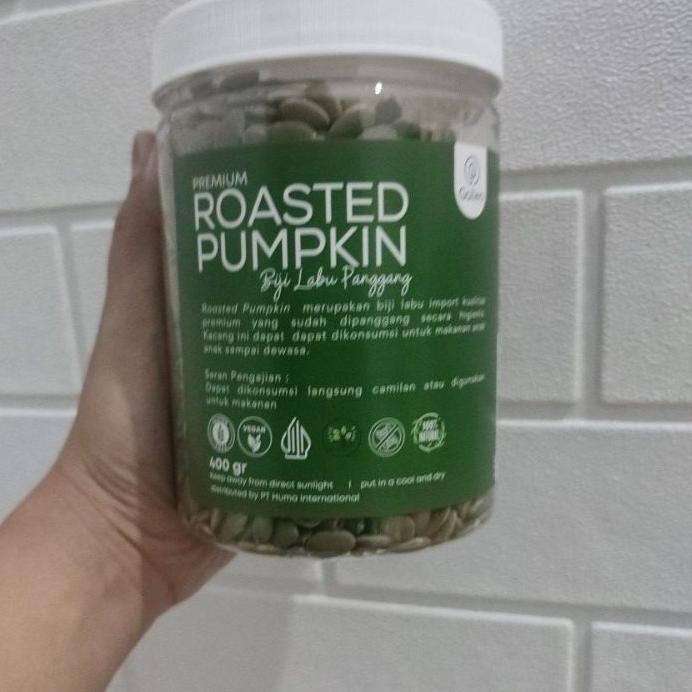 PREMIUM
ROASTED
PUMPKIN
Biji Labu Panggang
Roasted Pumpkin merupakan biji labu import kualitas
premium yang sudah dipanggang secara higienis.
Kacang ini dapat dapat dikonsumsi untuk makanan anak
anak sampai dewasa.
Saran Pengajian :
Dapat dikonsumsi langsung camilan atau digunakan
untuk makanan
VEGAN
100%
NATURAL
400 gr
Keep away from direct sunlight | put in a cool and dry
distributed by PT Huma International